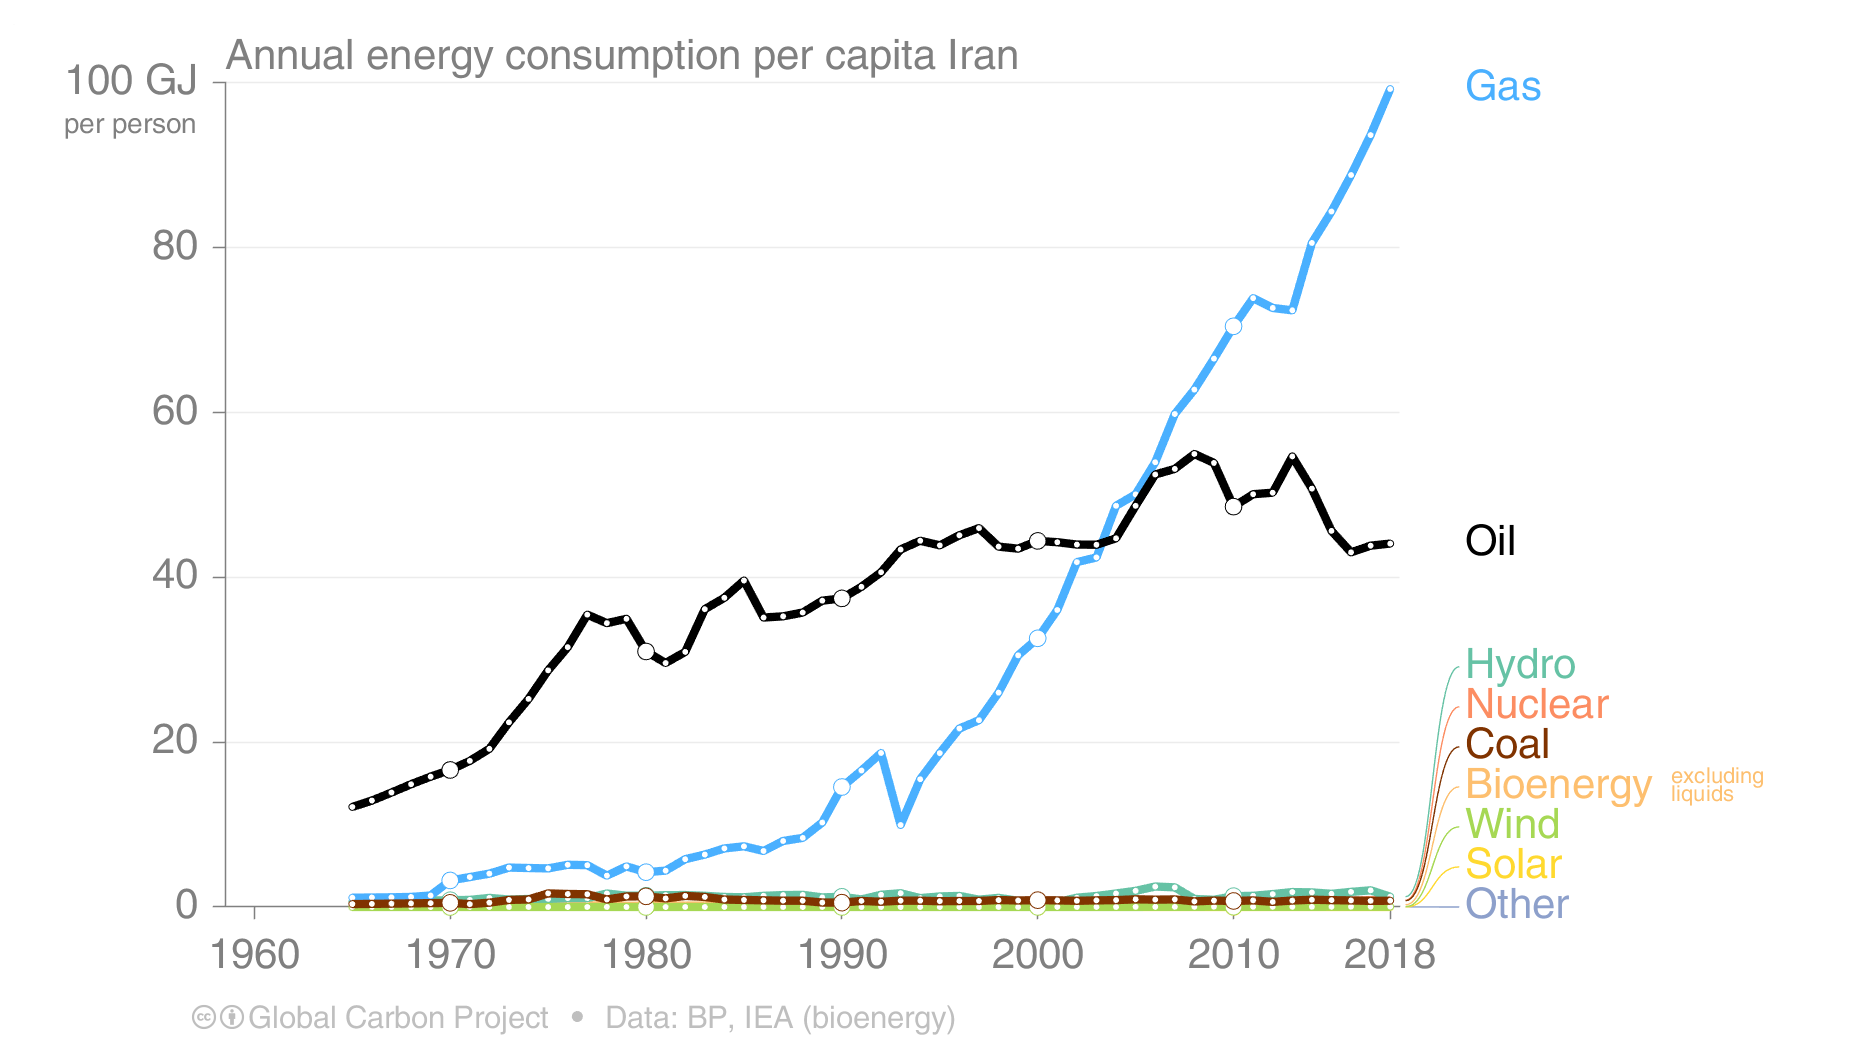 Annual energy consumption per capita Iran
100 GJ
per person
80
60
40
20
0
1960 1970 1980 1990 2000 2010 2018
Gas
Oil
Hydro
Nuclear
Coal
Bioenergy excluding liquids
Wind
Solar
Other
cc Global Carbon Project • Data: BP, IEA (bioenergy)